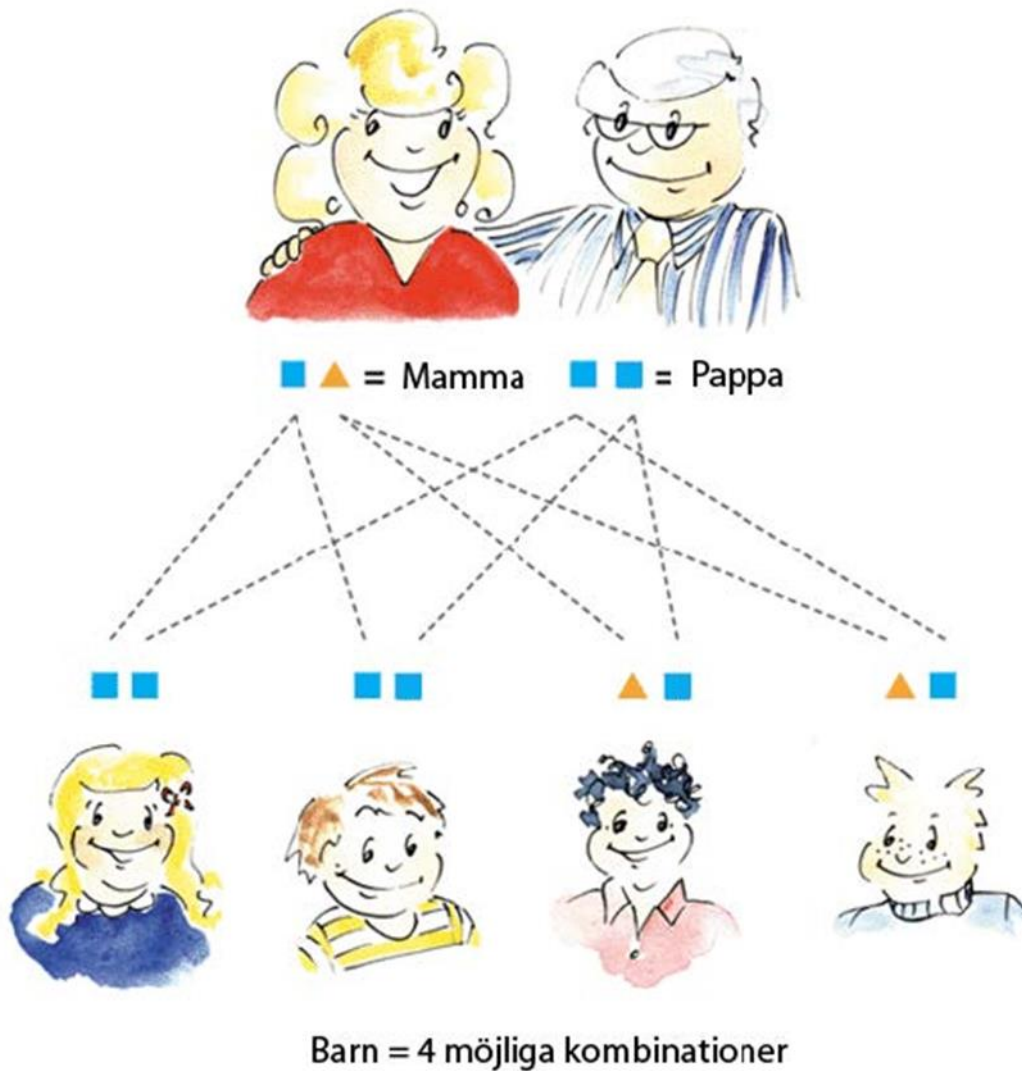 = Mamma = Pappa
Barn = 4 möjliga kombinationer